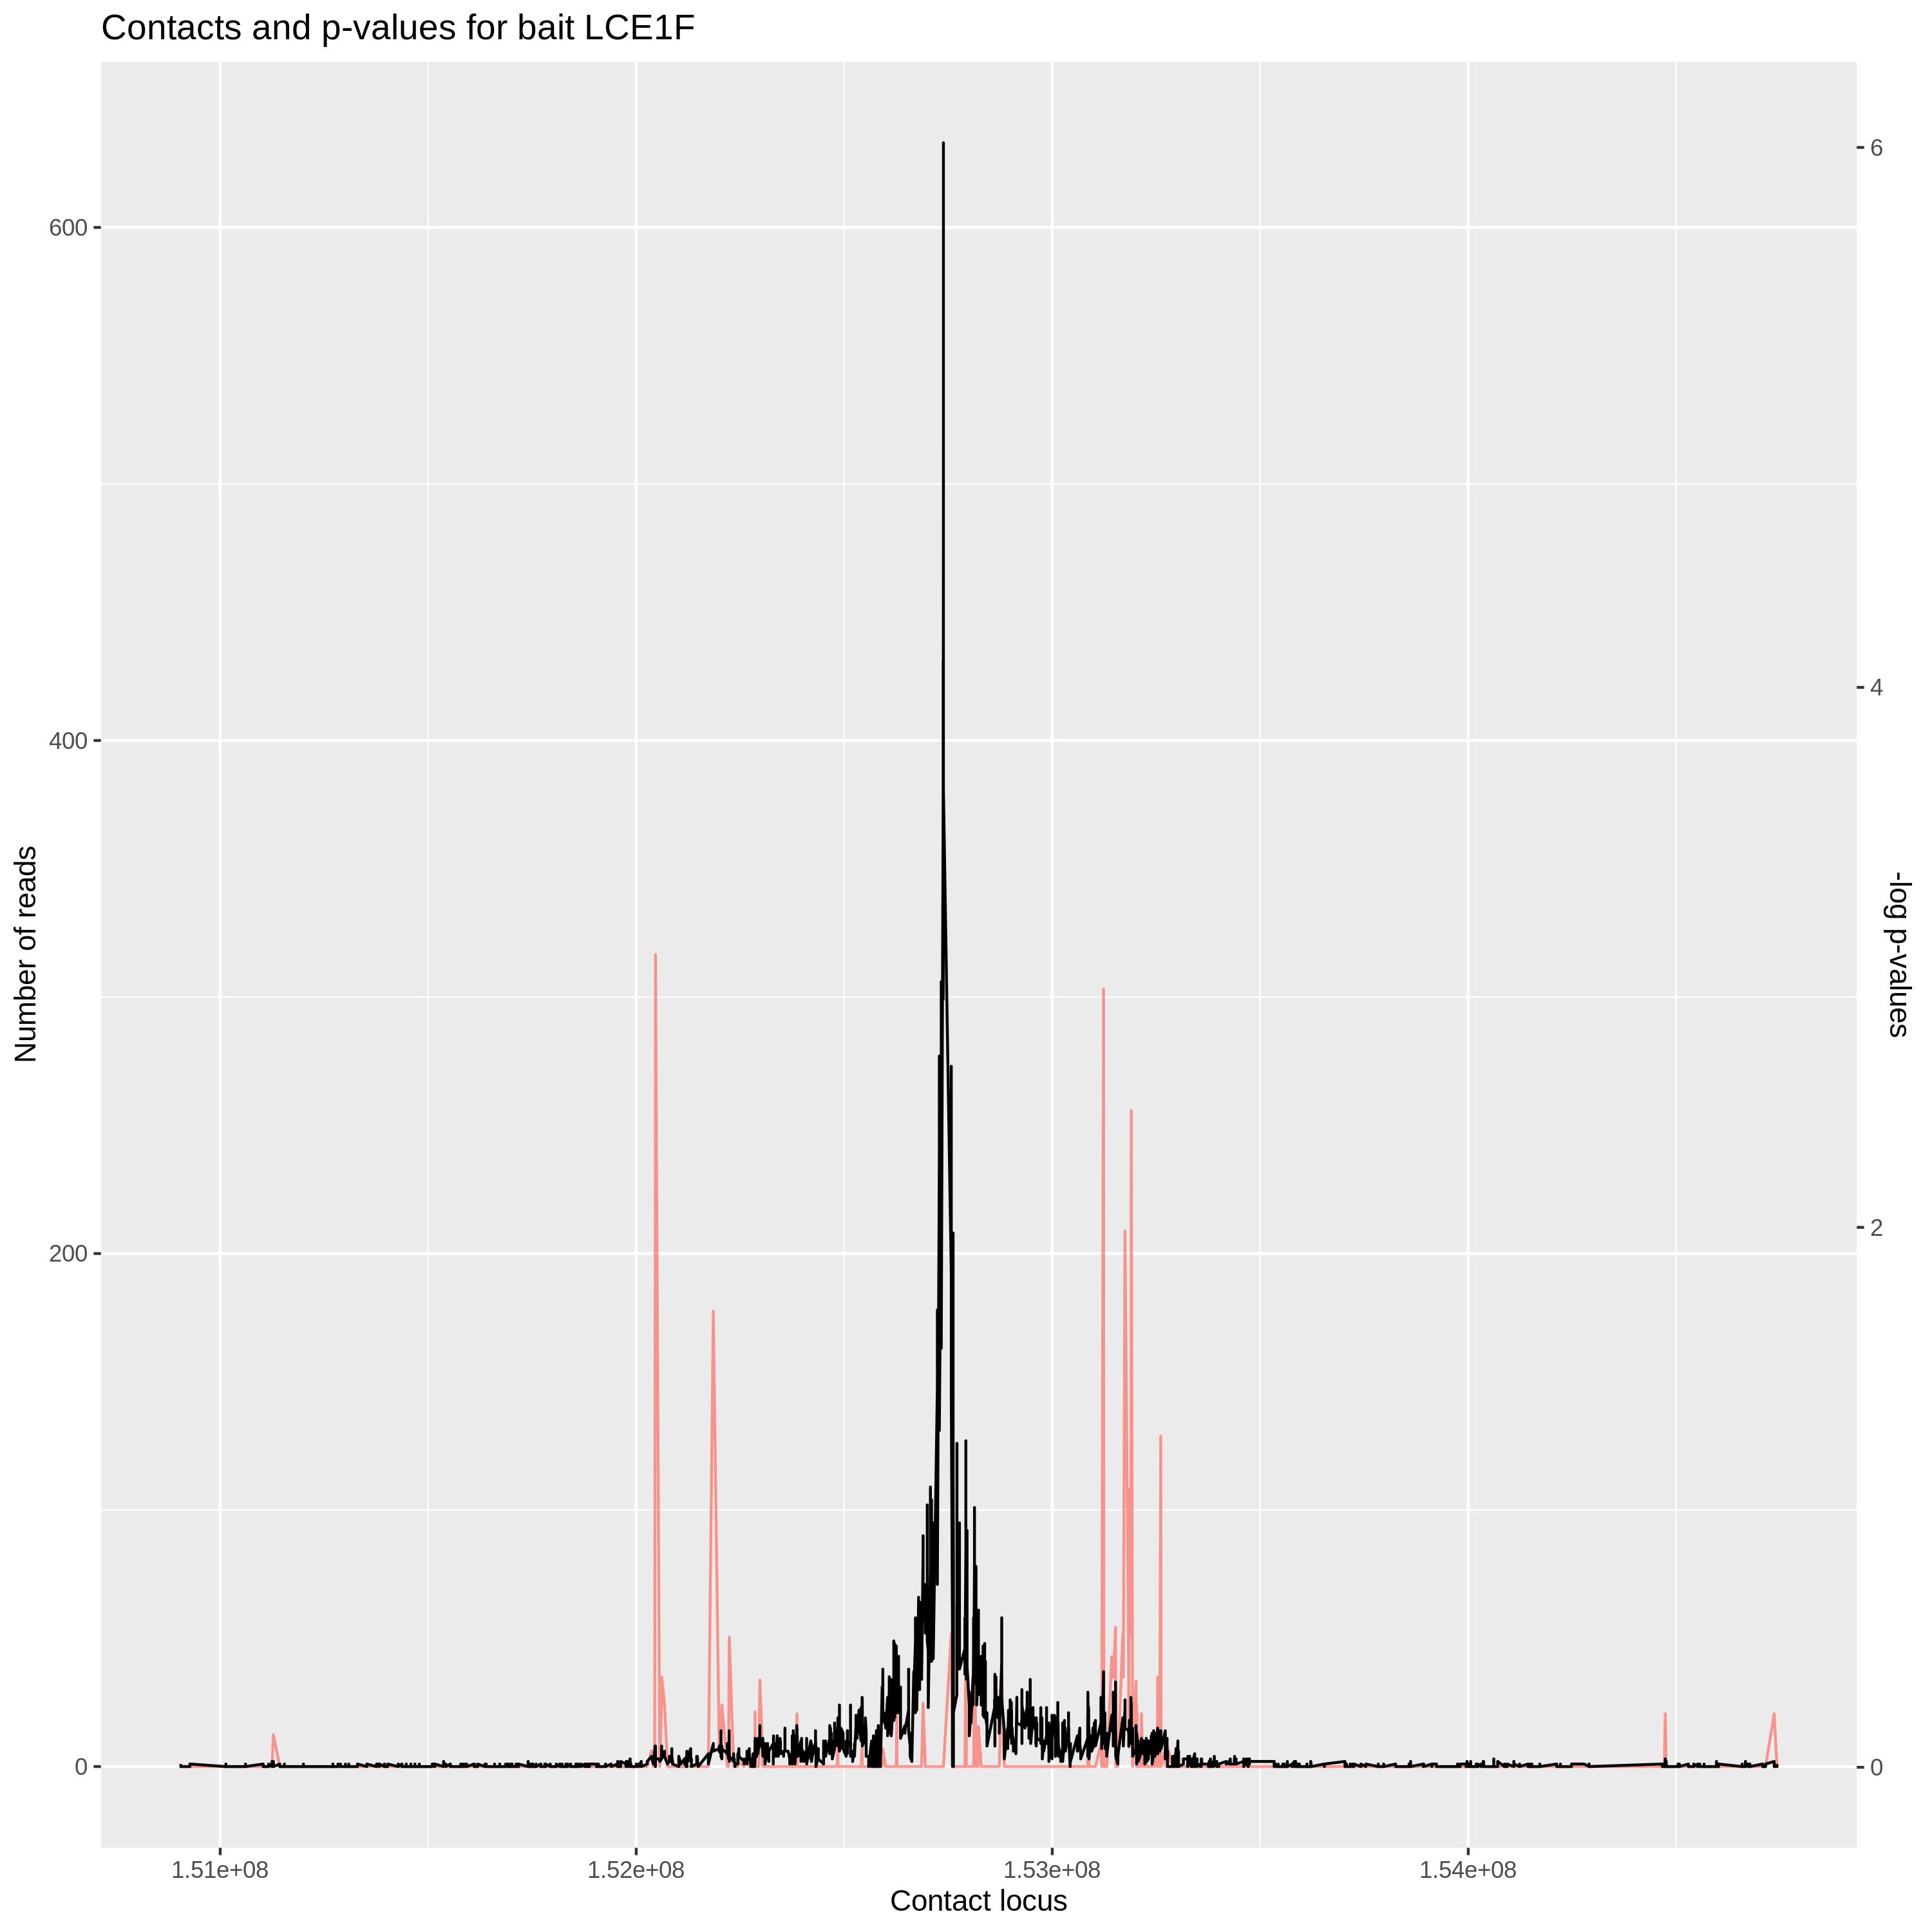 Contacts and p-values for bait LCE1F
600
400
200
0
Number of reads
6
4
2
0
-log p-values
1.51e+08
1.52e+08
1.53e+08
1.54e+08
Contact locus